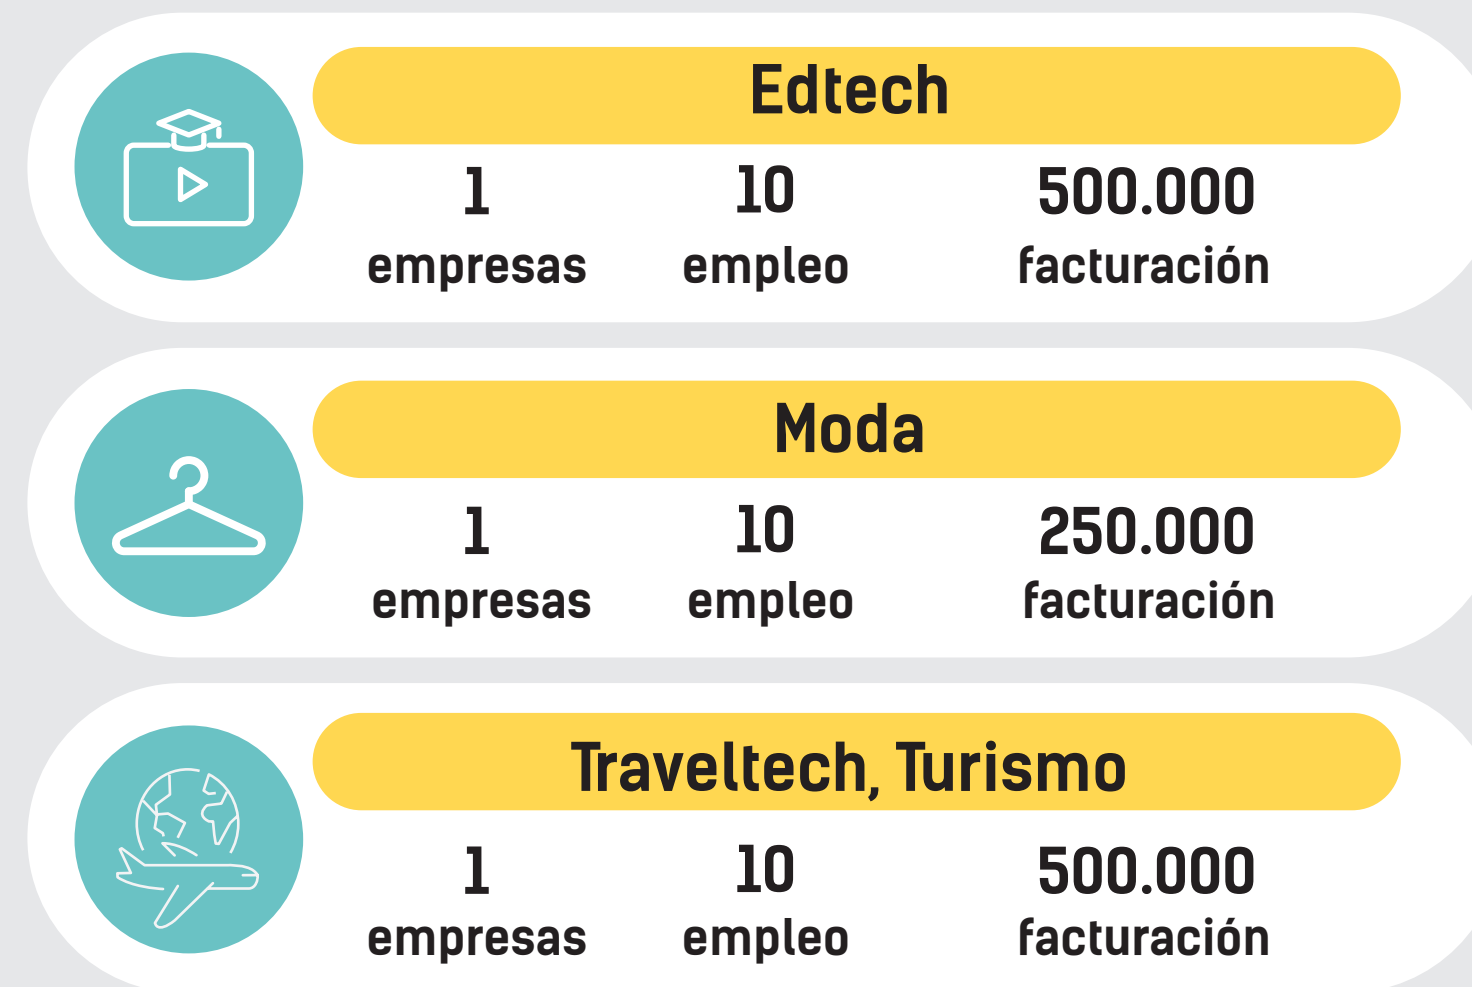 Edtech
1 10 500.000
empresas empleo facturación
Moda
1 10 250.000
empresas empleo facturación
Traveltech, Turismo
1 10 500.000
empresas empleo facturación